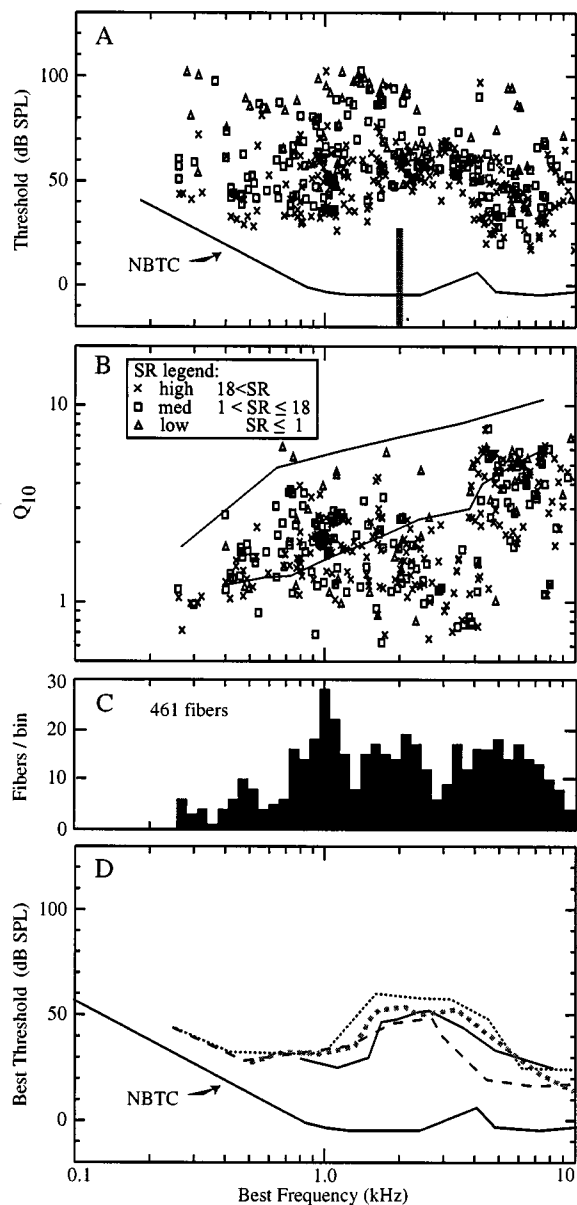 A
Threshold (dB SPL)
100
50
0
NBTC
B
SR legend:
× high 18<SR
□ med 1 < SR ≤ 18
△ low SR ≤ 1
Q10
10
1
C
461 fibers
Fibers / bin
30
20
10
0
D
Best Threshold (dB SPL)
100
50
0
NBTC
0.1 1.0 10
Best Frequency (kHz)